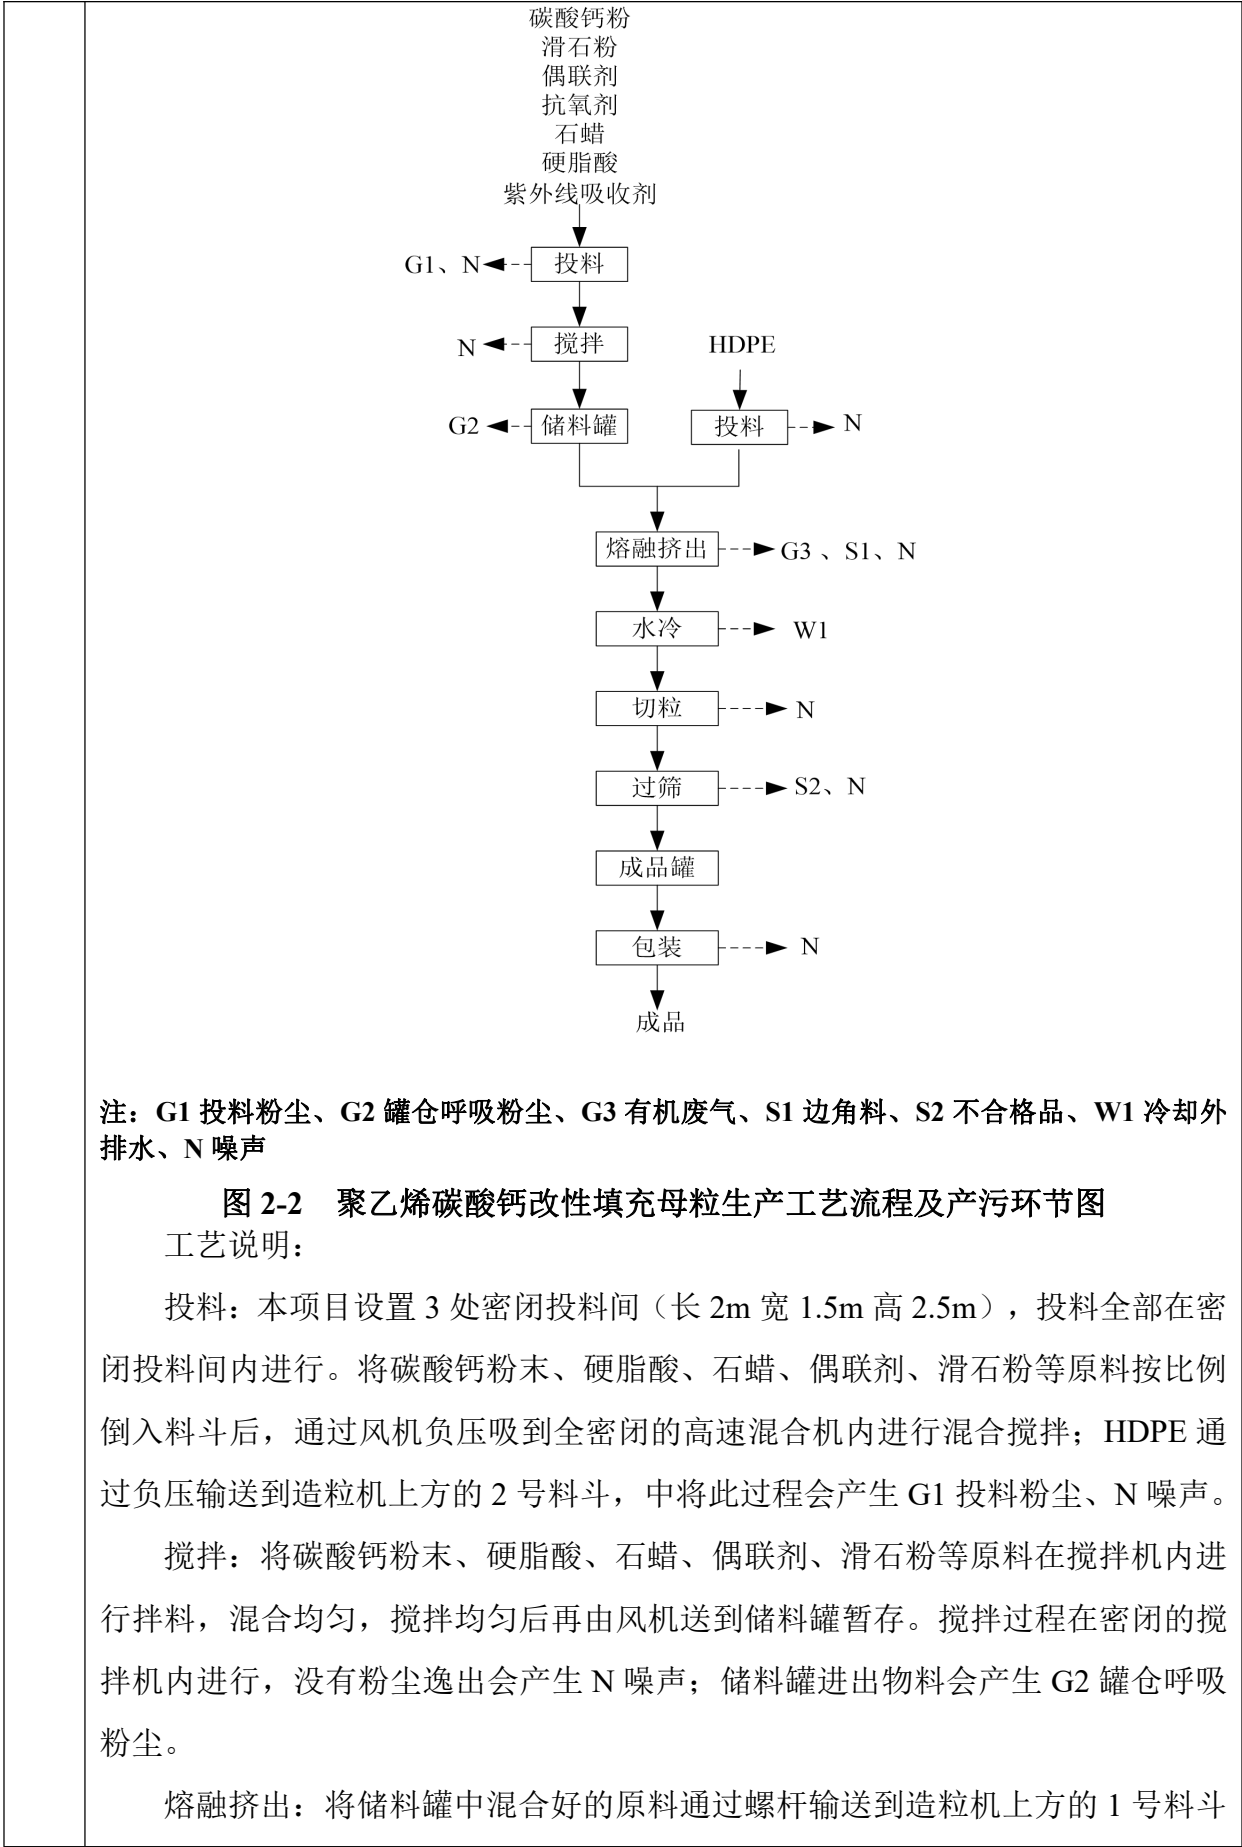 碳酸钙粉
滑石粉
偶联剂
抗氧剂
石蜡
硬脂酸
紫外线吸收剂
G1、N
投料
N
搅拌
HDPE
G2
储料罐
投料
N
熔融挤出
G3 、S1、N
水冷
W1
切粒
N
过筛
S2、N
成品罐
包装
N
成品
注：G1 投料粉尘、G2 罐仓呼吸粉尘、G3 有机废气、S1 边角料、S2 不合格品、W1 冷却外
排水、N 噪声
图 2-2 聚乙烯碳酸钙改性填充母粒生产工艺流程及产污环节图
工艺说明：
投料：本项目设置 3 处密闭投料间（长 2m 宽 1.5m 高 2.5m），投料全部在密
闭投料间内进行。将碳酸钙粉末、硬脂酸、石蜡、偶联剂、滑石粉等原料按比例
倒入料斗后，通过风机负压吸到全密闭的高速混合机内进行混合搅拌；HDPE 通
过负压输送到造粒机上方的 2 号料斗，中将此过程会产生 G1 投料粉尘、N 噪声。
搅拌：将碳酸钙粉末、硬脂酸、石蜡、偶联剂、滑石粉等原料在搅拌机内进
行拌料，混合均匀，搅拌均匀后再由风机送到储料罐暂存。搅拌过程在密闭的搅
拌机内进行，没有粉尘逸出会产生 N 噪声；储料罐进出物料会产生 G2 罐仓呼吸
粉尘。
熔融挤出：将储料罐中混合好的原料通过螺杆输送到造粒机上方的 1 号料斗